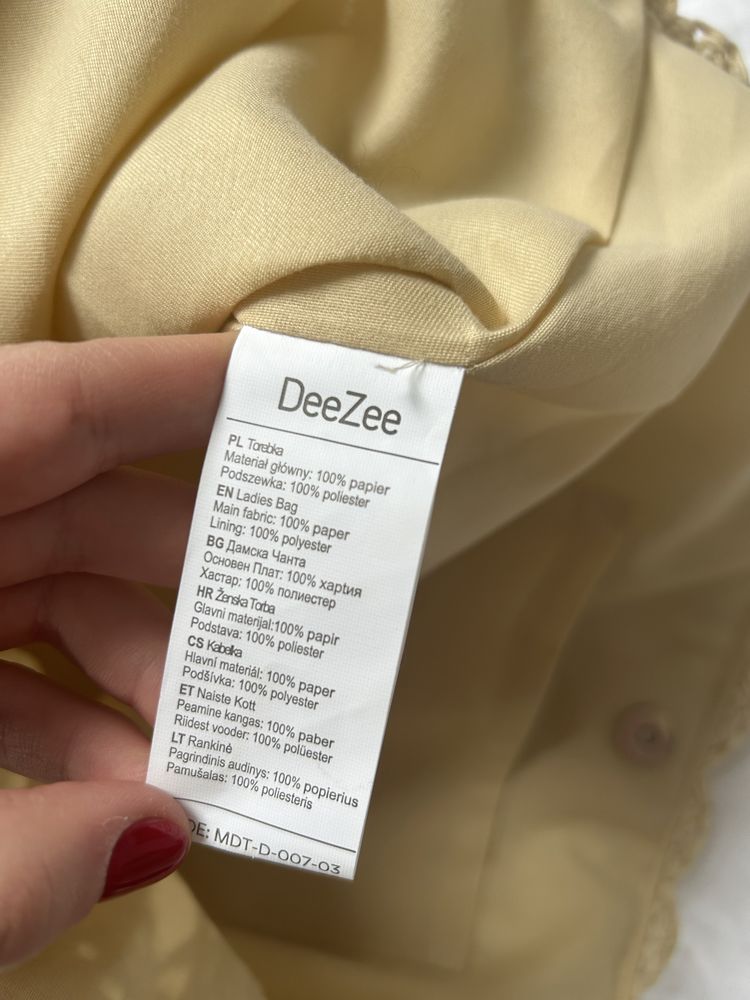 DeeZee
PL Torebka
Materiał główny: 100% papier
Podszewka: 100% poliester
EN Ladies Bag
Main fabric: 100% paper
Lining: 100% polyester
BG Дамска Чанта
Основен Плат: 100% хартия
Хастар: 100% полиестер
HR Ženska Torba
Glavni materijal:100% papir
Podstava: 100% poliester
CS Kabelka
Hlavní materiál: 100% paper
Podšívka: 100% polyester
ET Naiste Kott
Peamine kangas: 100% paber
Riidest vooder: 100% polüester
LT Rankinė
Pagrindinis audinys: 100% popierius
Pamušalas: 100% poliesteris
DE: MDT-D-007-03